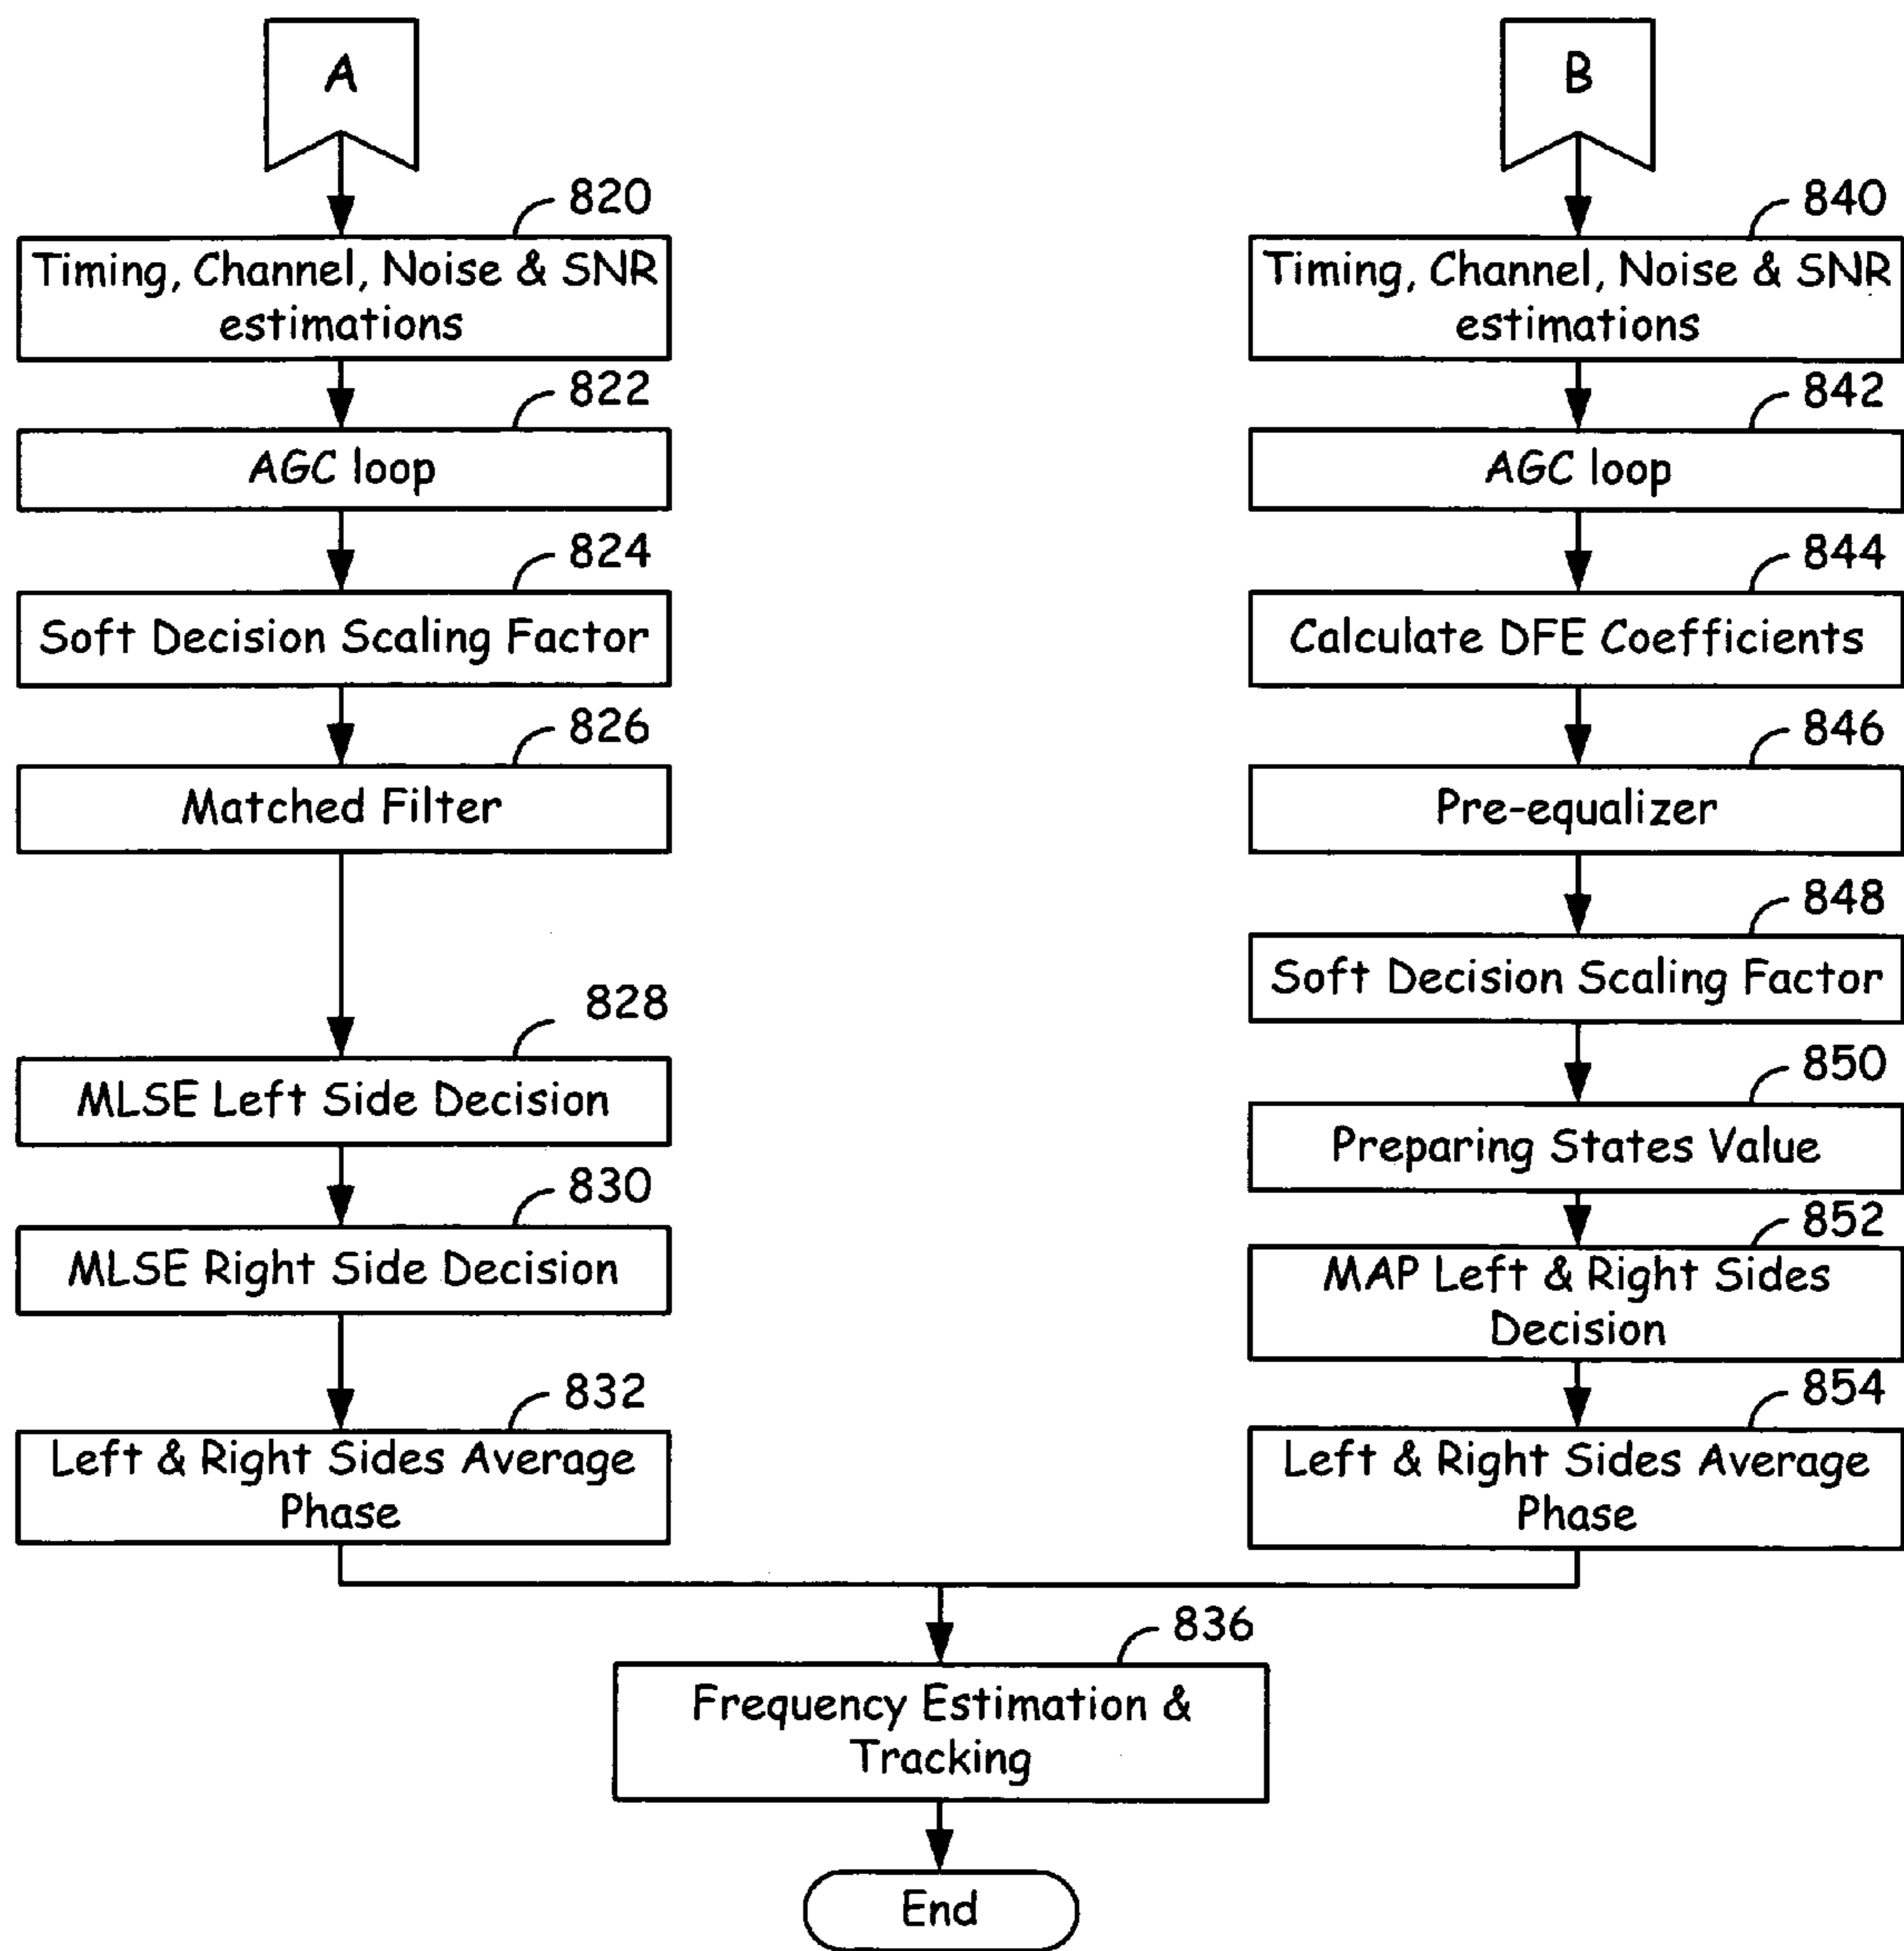 A
820
Timing, Channel, Noise & SNR
estimations
822
AGC loop
824
Soft Decision Scaling Factor
826
Matched Filter
828
MLSE Left Side Decision
830
MLSE Right Side Decision
832
Left & Right Sides Average
Phase
B
840
Timing, Channel, Noise & SNR
estimations
842
AGC loop
844
Calculate DFE Coefficients
846
Pre-equalizer
848
Soft Decision Scaling Factor
850
Preparing States Value
852
MAP Left & Right Sides
Decision
854
Left & Right Sides Average
Phase
836
Frequency Estimation &
Tracking
End